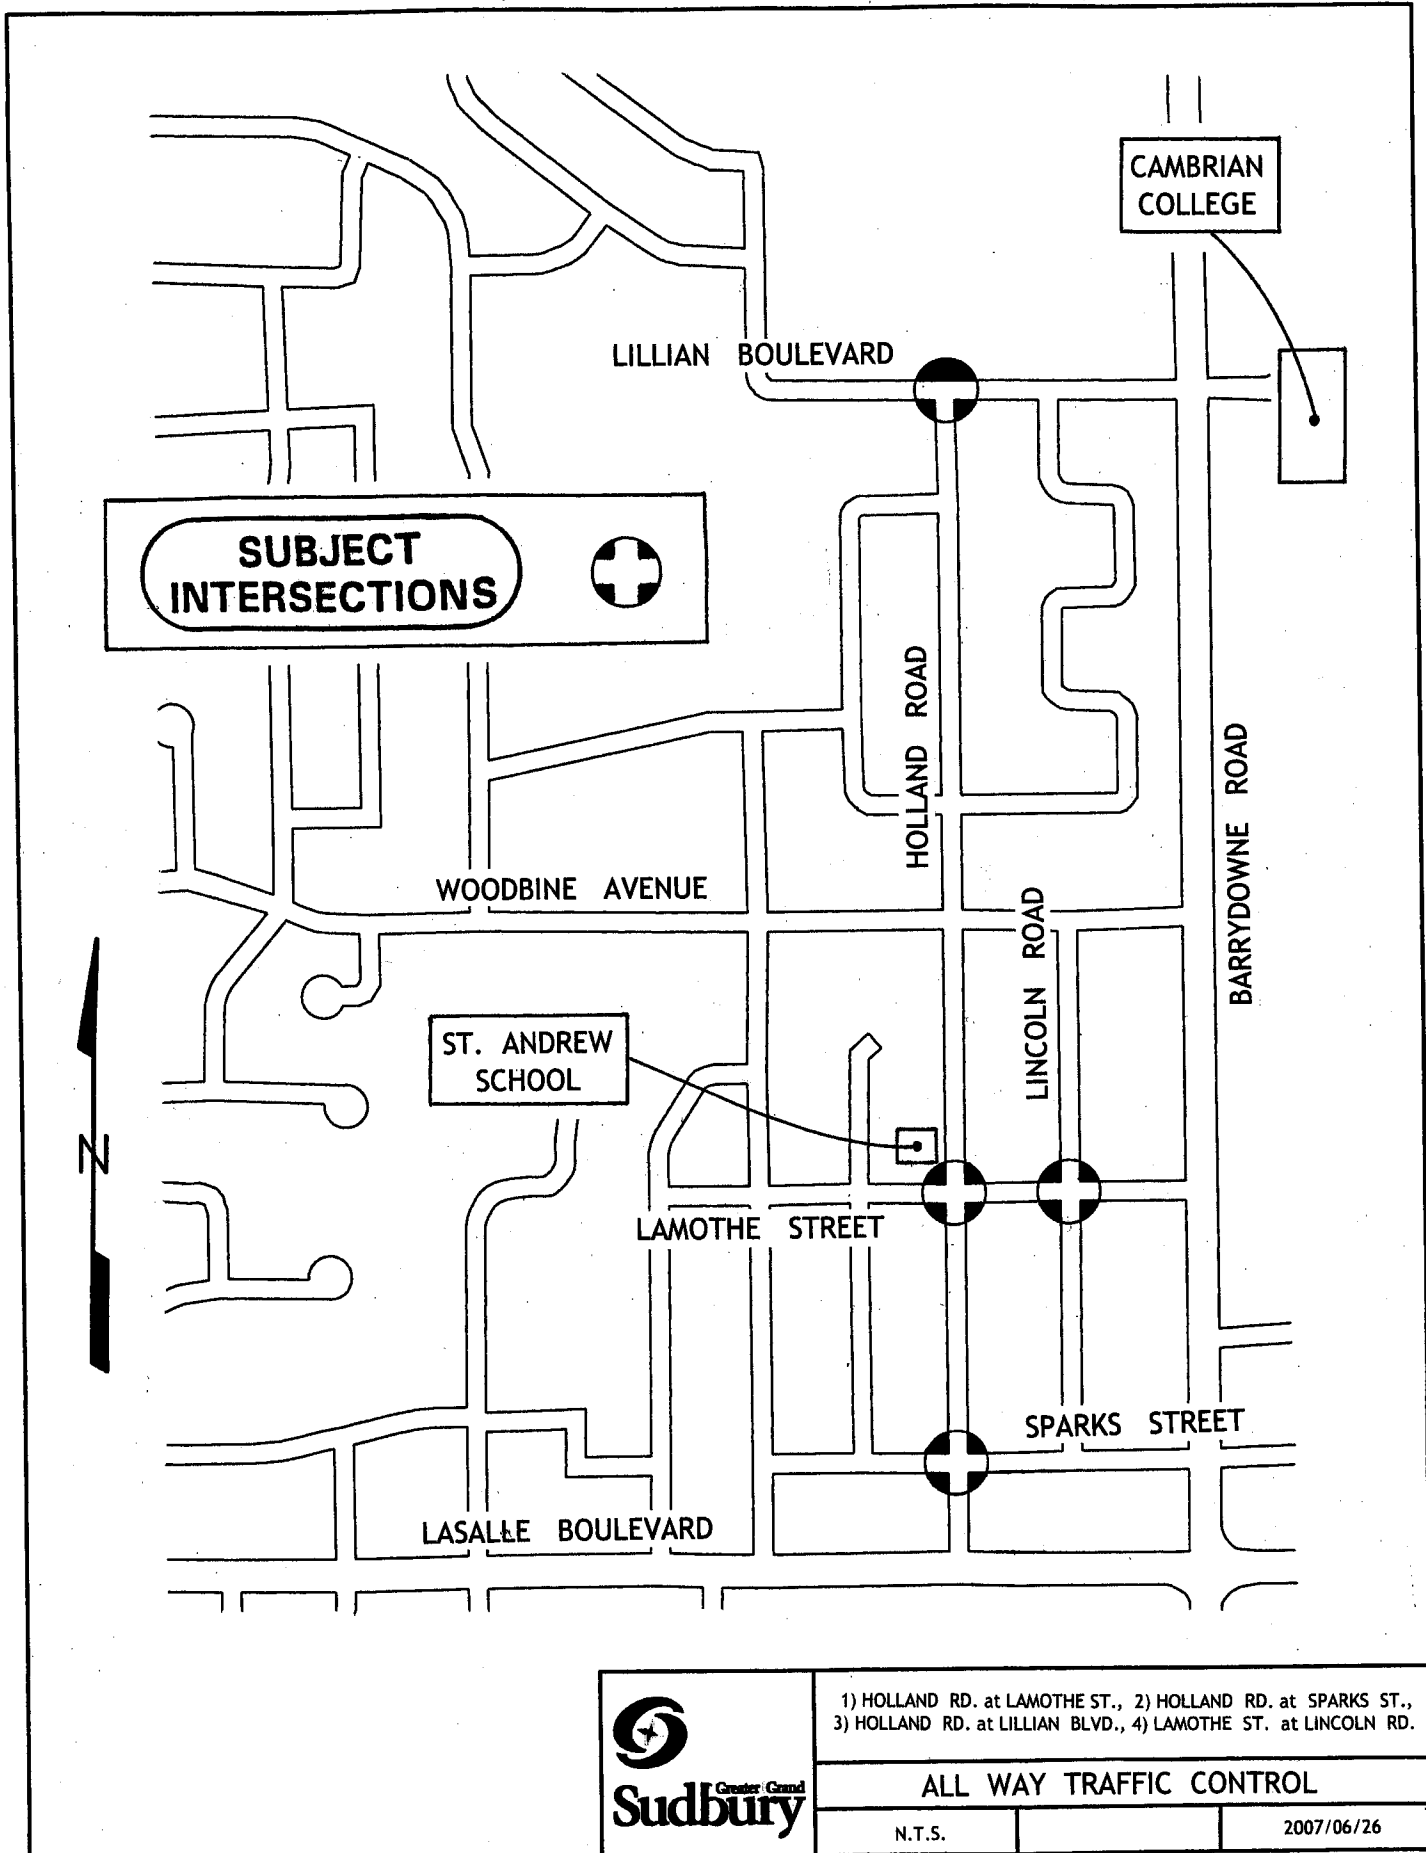 CAMBRIAN
COLLEGE
LILLIAN BOULEVARD
SUBJECT
INTERSECTIONS
HOLLAND ROAD
BARRYDOWNE ROAD
WOODBINE AVENUE
LINCOLN ROAD
ST. ANDREW
SCHOOL
N
LAMOTHE STREET
SPARKS STREET
LASALLE BOULEVARD
1) HOLLAND RD. at LAMOTHE ST., 2) HOLLAND RD. at SPARKS ST.,
3) HOLLAND RD. at LILLIAN BLVD., 4) LAMOTHE ST. at LINCOLN RD.
Greater Grand
Sudbury
ALL WAY TRAFFIC CONTROL
N.T.S.
2007/06/26